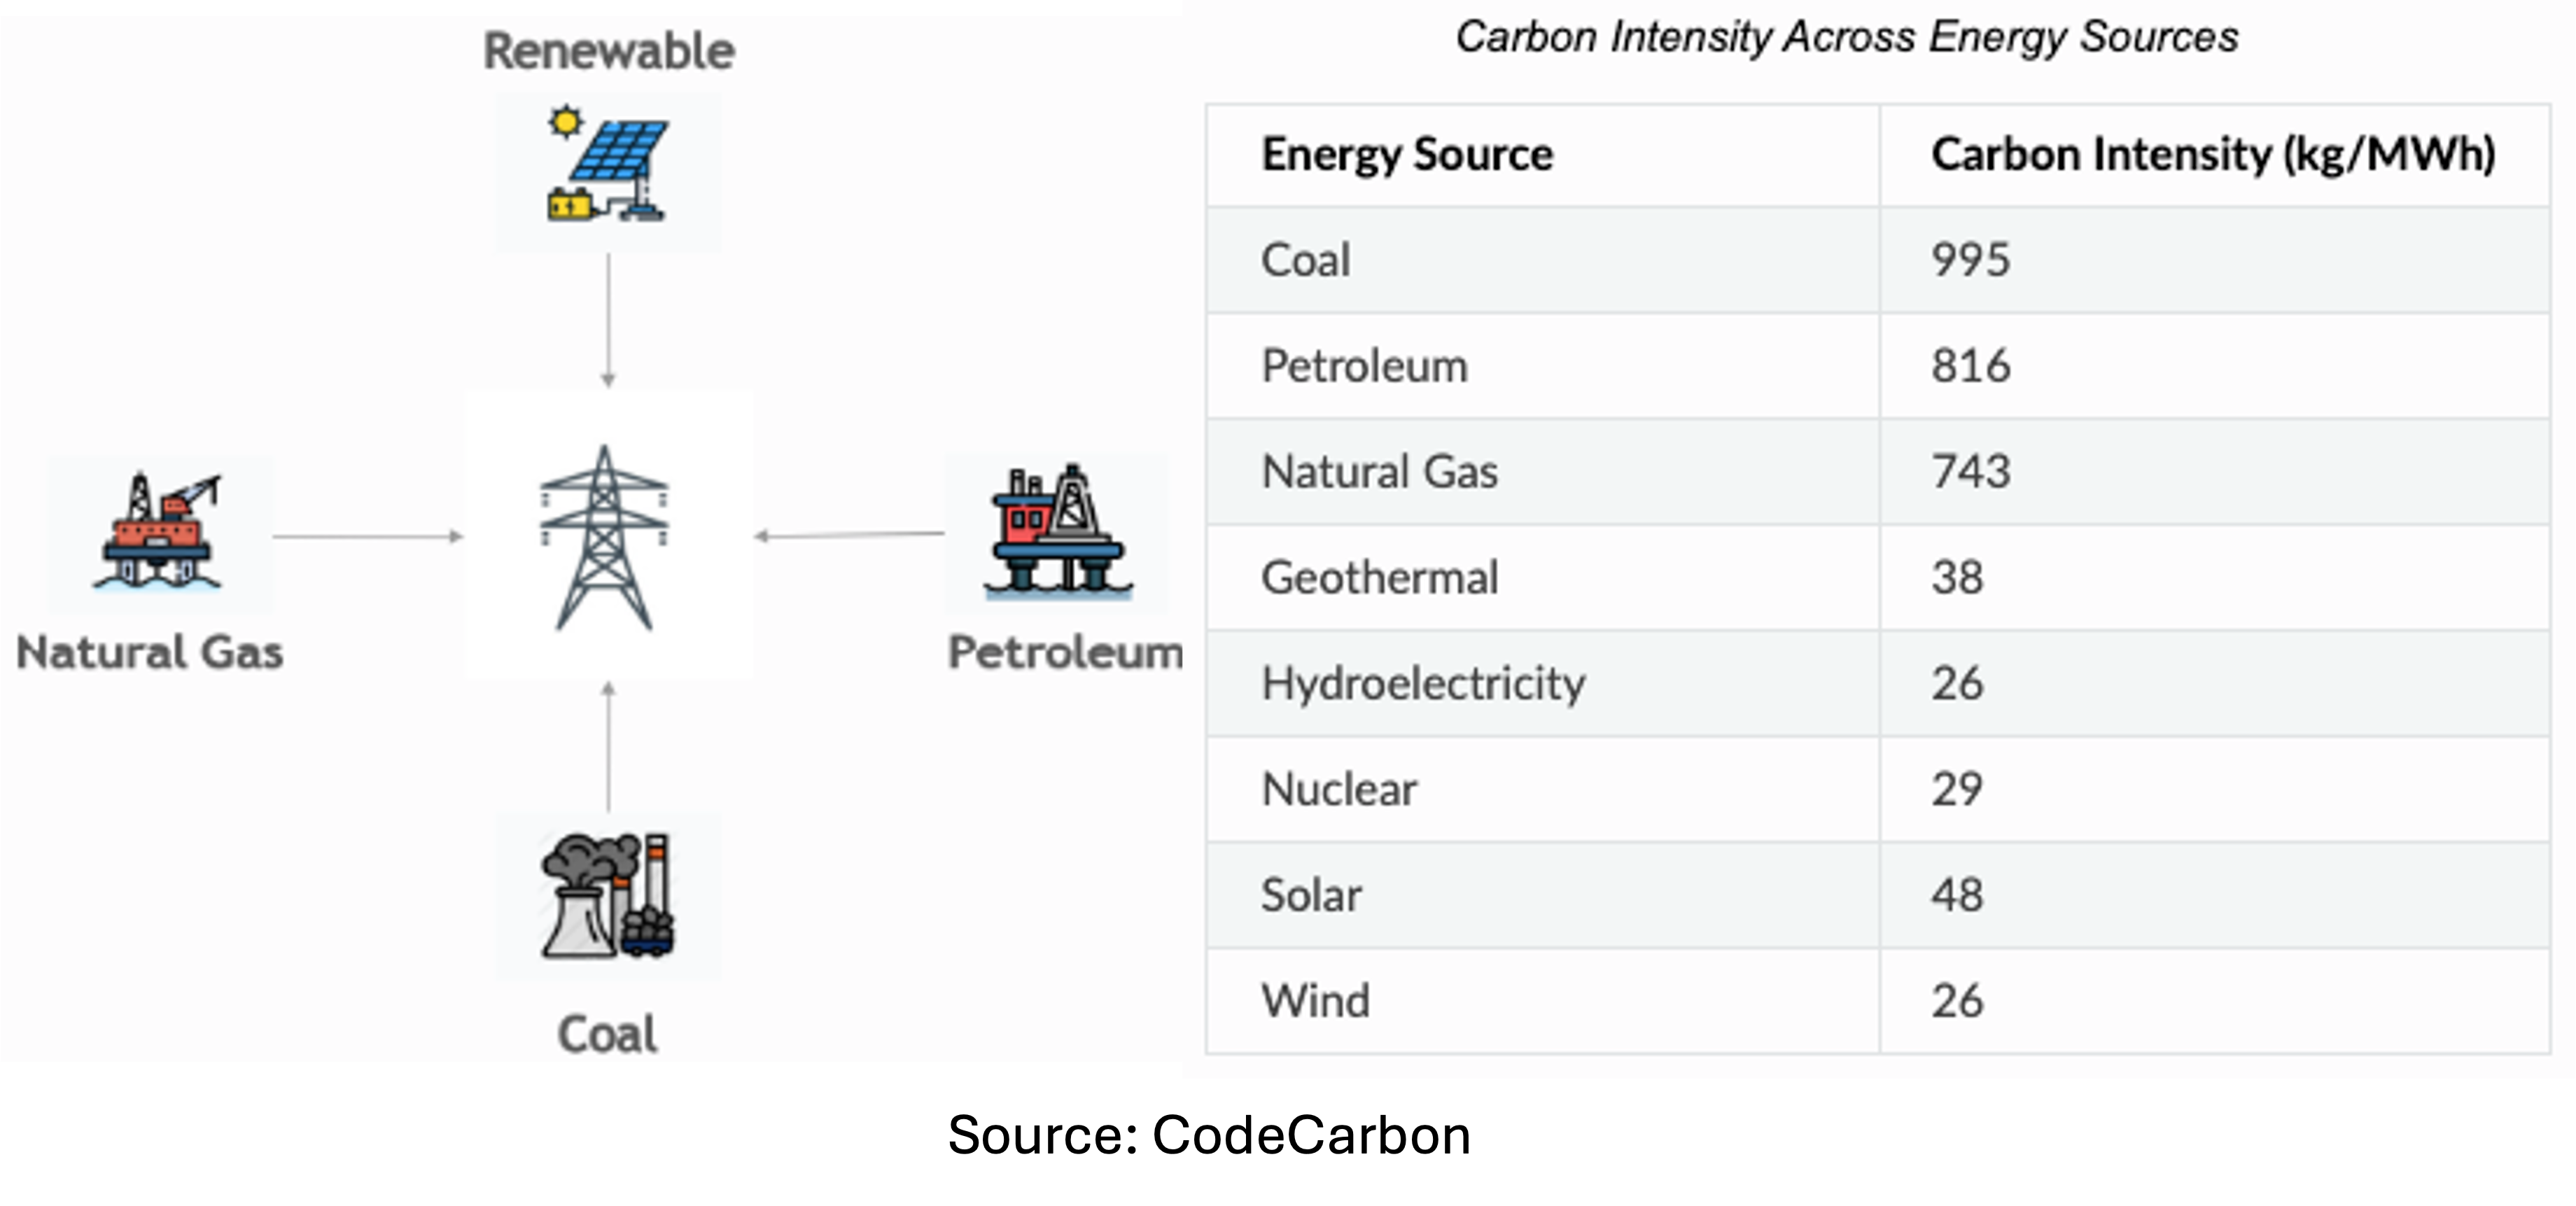 Renewable
Natural Gas
Petroleum
Coal
Carbon Intensity Across Energy Sources
Energy Source Carbon Intensity (kg/MWh)
Coal 995
Petroleum 816
Natural Gas 743
Geothermal 38
Hydroelectricity 26
Nuclear 29
Solar 48
Wind 26
Source: CodeCarbon